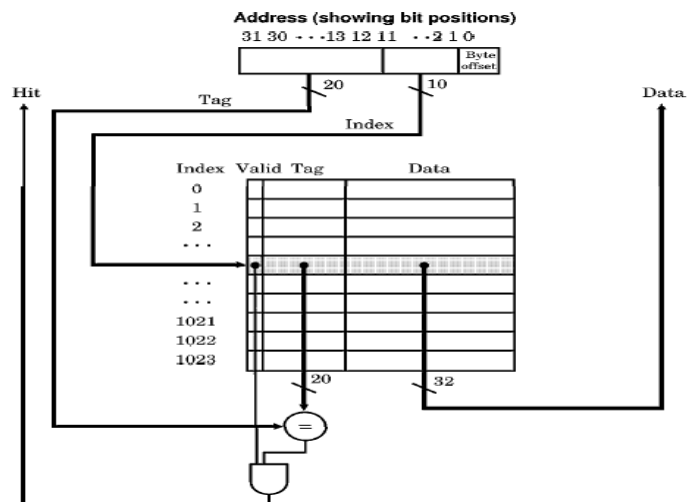 Address (showing bit positions)
31 30 ···13 12 11 ··2 1 0
Byte
offset
20
10
Hit
Data
Tag
Index
Index Valid Tag Data
0
1
2
···
···
···
1021
1022
1023
20
32
=